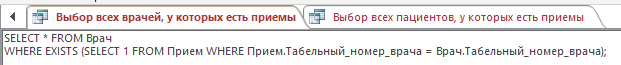 Выбор всех врачей, у которых есть приемы
Выбор всех пациентов, у которых есть приемы
SELECT * FROM Врач
WHERE EXISTS (SELECT 1 FROM Прием WHERE Прием.Табельный_номер_врача = Врач.Табельный_номер_врача);